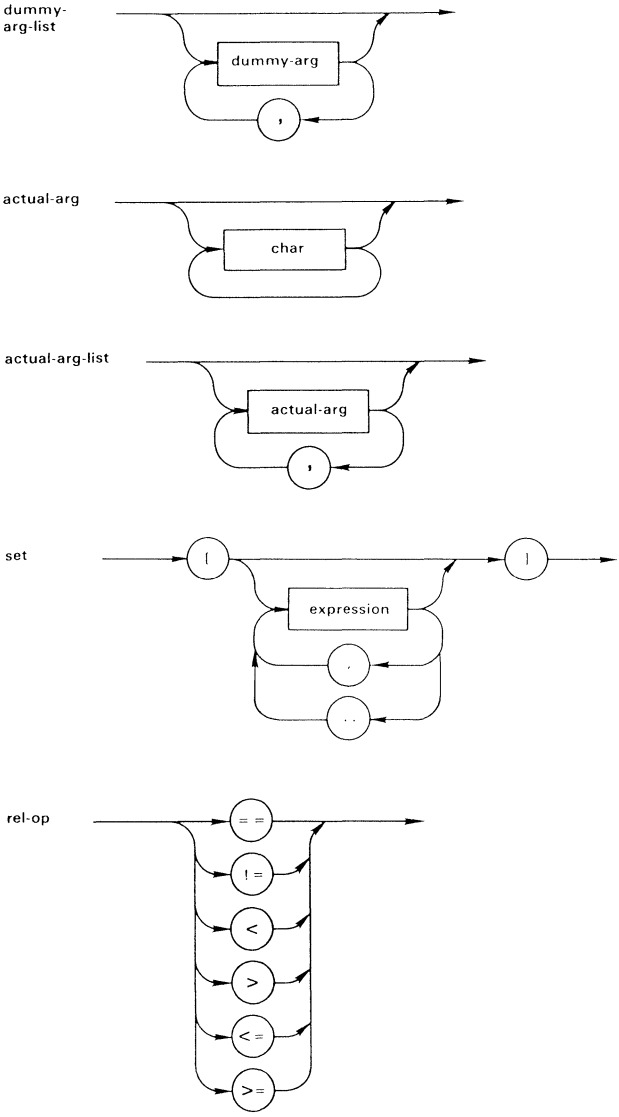 dummy-
arg-list
dummy-arg
,
actual-arg
char
actual-arg-list
actual-arg
,
set
[
]
expression
,
..
rel-op
==
!=
<
>
<=
>=